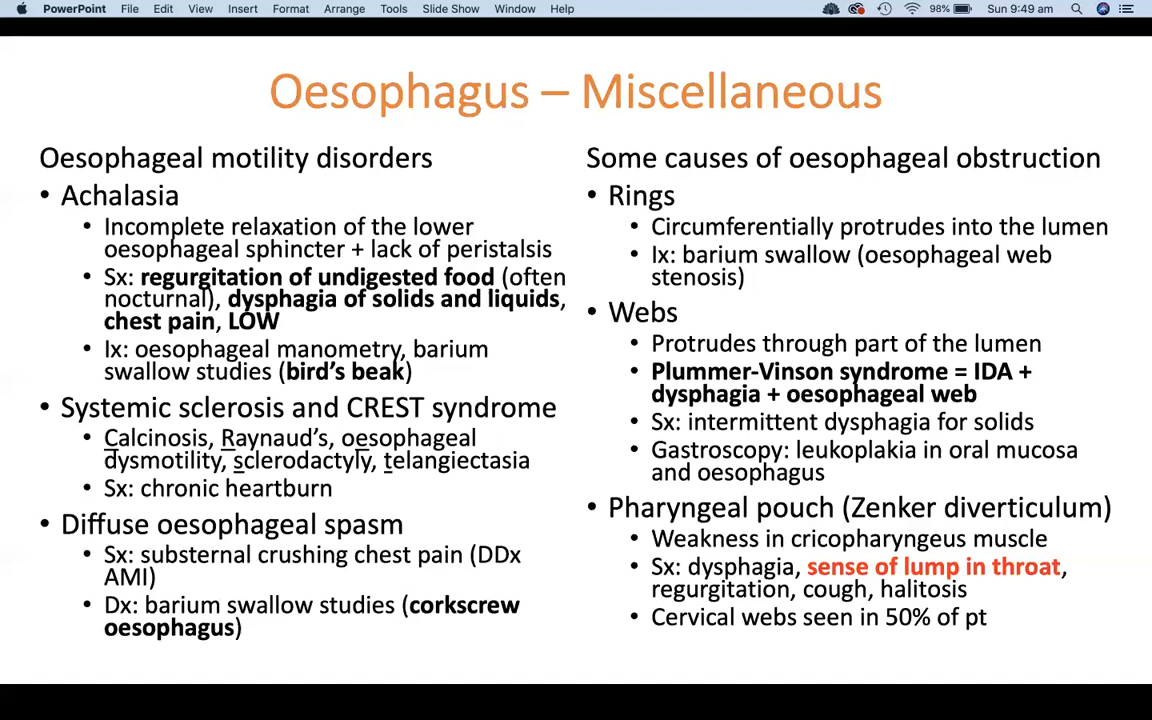 PowerPoint File Edit View Insert Format Arrange Tools Slide Show Window Help 98% Sun 9:49 am
Oesophagus – Miscellaneous
Oesophageal motility disorders
• Achalasia
• Incomplete relaxation of the lower
oesophageal sphincter + lack of peristalsis
• Sx: regurgitation of undigested food (often
nocturnal), dysphagia of solids and liquids,
chest pain, LOW
• Ix: oesophageal manometry, barium
swallow studies (bird's beak)
• Systemic sclerosis and CREST syndrome
• Calcinosis, Raynaud's, oesophageal
dysmotility, sclerodactyly, telangiectasia
• Sx: chronic heartburn
• Diffuse oesophageal spasm
• Sx: substernal crushing chest pain (DDx
AMI)
• Dx: barium swallow studies (corkscrew
oesophagus)
Some causes of oesophageal obstruction
• Rings
• Circumferentially protrudes into the lumen
• Ix: barium swallow (oesophageal web
stenosis)
• Webs
• Protrudes through part of the lumen
• Plummer-Vinson syndrome = IDA +
dysphagia + oesophageal web
• Sx: intermittent dysphagia for solids
• Gastroscopy: leukoplakia in oral mucosa
and oesophagus
• Pharyngeal pouch (Zenker diverticulum)
• Weakness in cricopharyngeus muscle
• Sx: dysphagia, sense of lump in throat,
regurgitation, cough, halitosis
• Cervical webs seen in 50% of pt